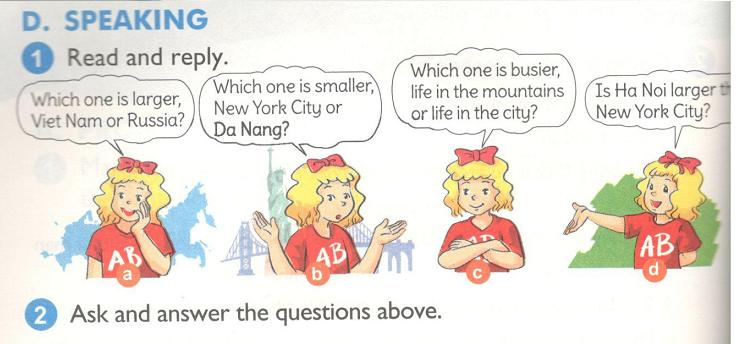 D. SPEAKING
1 Read and reply.
Which one is larger,
Viet Nam or Russia?
Which one is smaller,
New York City or
Da Nang?
Which one is busier,
life in the mountains
or life in the city?
Is Ha Noi larger
New York City?
AB
a
AB
b
c
AB
d
2 Ask and answer the questions above.